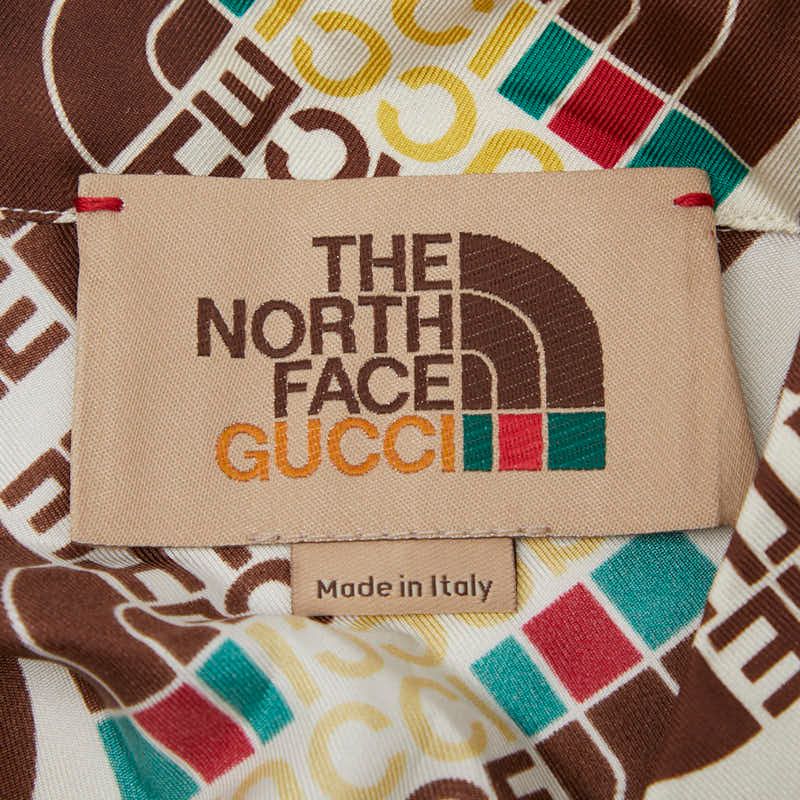 THE
NORTH
FACE
GUCCI
Made in Italy